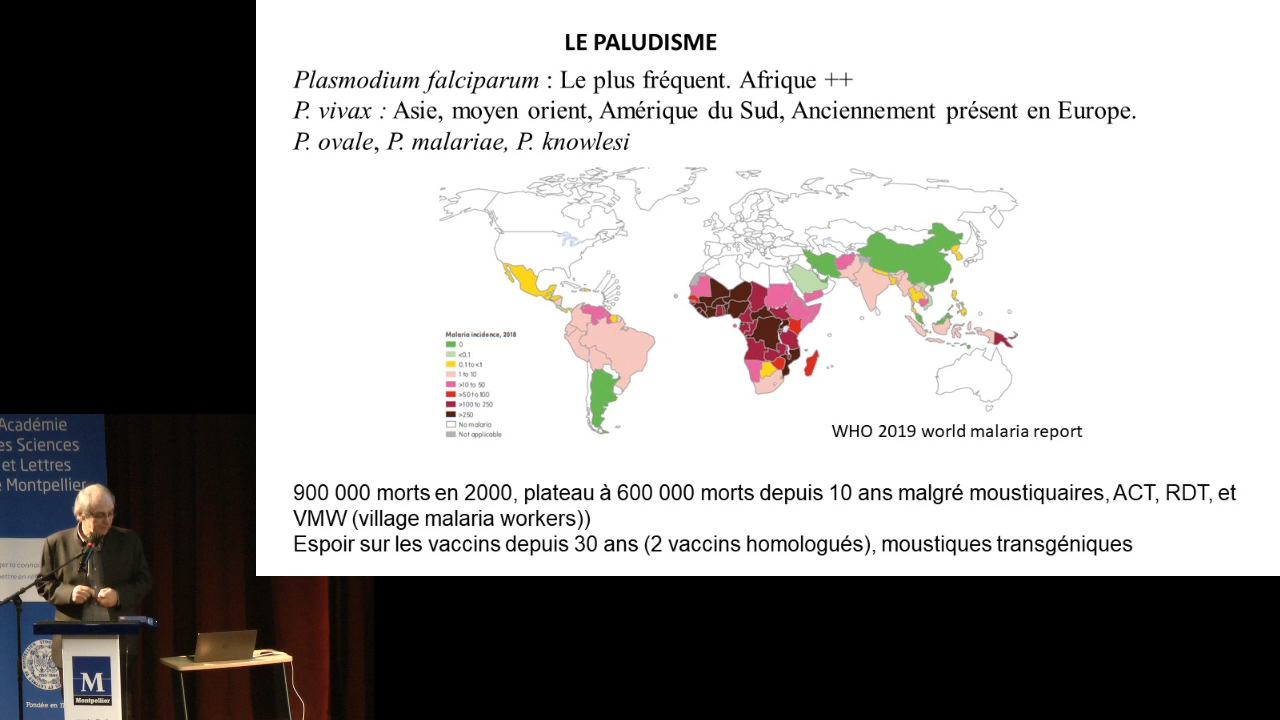 LE PALUDISME
Plasmodium falciparum : Le plus fréquent. Afrique ++
P. vivax : Asie, moyen orient, Amérique du Sud, Anciennement présent en Europe.
P. ovale, P. malariae, P. knowlesi
Malaria incidence, 2018
0
<0.1
0.1 to <1
1 to 10
>10 to 50
>50 to 100
>100 to 250
>250
No malaria
Not applicable
WHO 2019 world malaria report
900 000 morts en 2000, plateau à 600 000 morts depuis 10 ans malgré moustiquaires, ACT, RDT, et
VMW (village malaria workers))
Espoir sur les vaccins depuis 30 ans (2 vaccins homologués), moustiques transgéniques
Académie
es Sciences
et Lettres
Montpellier
M
Montpellier
Fondée en